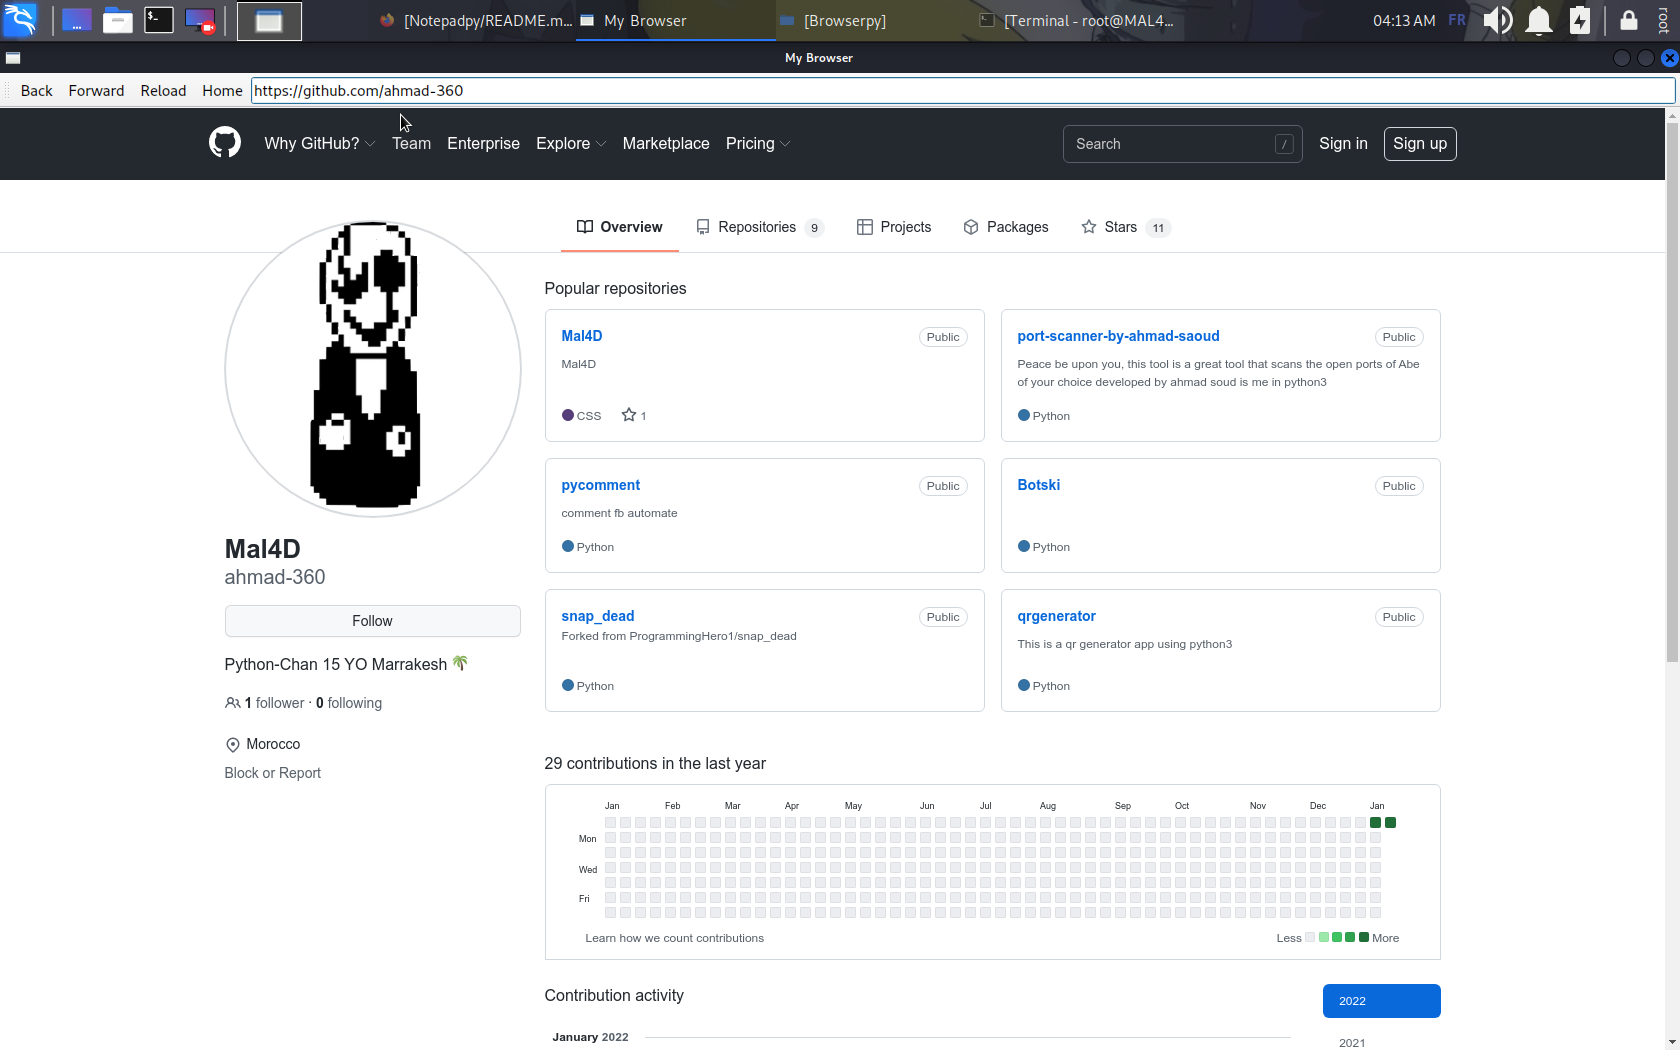 [Notepadpy/README.m... My Browser [Browserpy] [Terminal - root@MAL4... 04:13 AM FR root
My Browser
Back Forward Reload Home https://github.com/ahmad-360
Why GitHub? Team Enterprise Explore Marketplace Pricing Search / Sign in Sign up
Overview Repositories 9 Projects Packages Stars 11
Mal4D
ahmad-360
Follow
Python-Chan 15 YO Marrakesh 🌴
1 follower · 0 following
Morocco
Block or Report
Popular repositories
Mal4D Public
Mal4D
CSS 1
port-scanner-by-ahmad-saoud Public
Peace be upon you, this tool is a great tool that scans the open ports of Abe
of your choice developed by ahmad soud is me in python3
Python
pycomment Public
comment fb automate
Python
Botski Public
Python
snap_dead Public
Forked from ProgrammingHero1/snap_dead
Python
qrgenerator Public
This is a qr generator app using python3
Python
29 contributions in the last year
Jan Feb Mar Apr May Jun Jul Aug Sep Oct Nov Dec Jan
Mon
Wed
Fri
Learn how we count contributions Less More
Contribution activity
2022
2021
January 2022